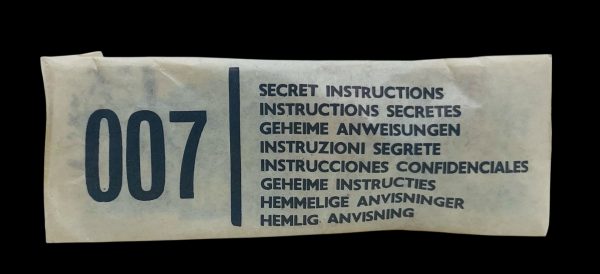 007
SECRET INSTRUCTIONS
INSTRUCTIONS SECRETES
GEHEIME ANWEISUNGEN
INSTRUZIONI SEGRETE
INSTRUCCIONES CONFIDENCIALES
GEHEIME INSTRUCTIES
HEMMELIGE ANVISNINGER
HEMLIG ANVISNING